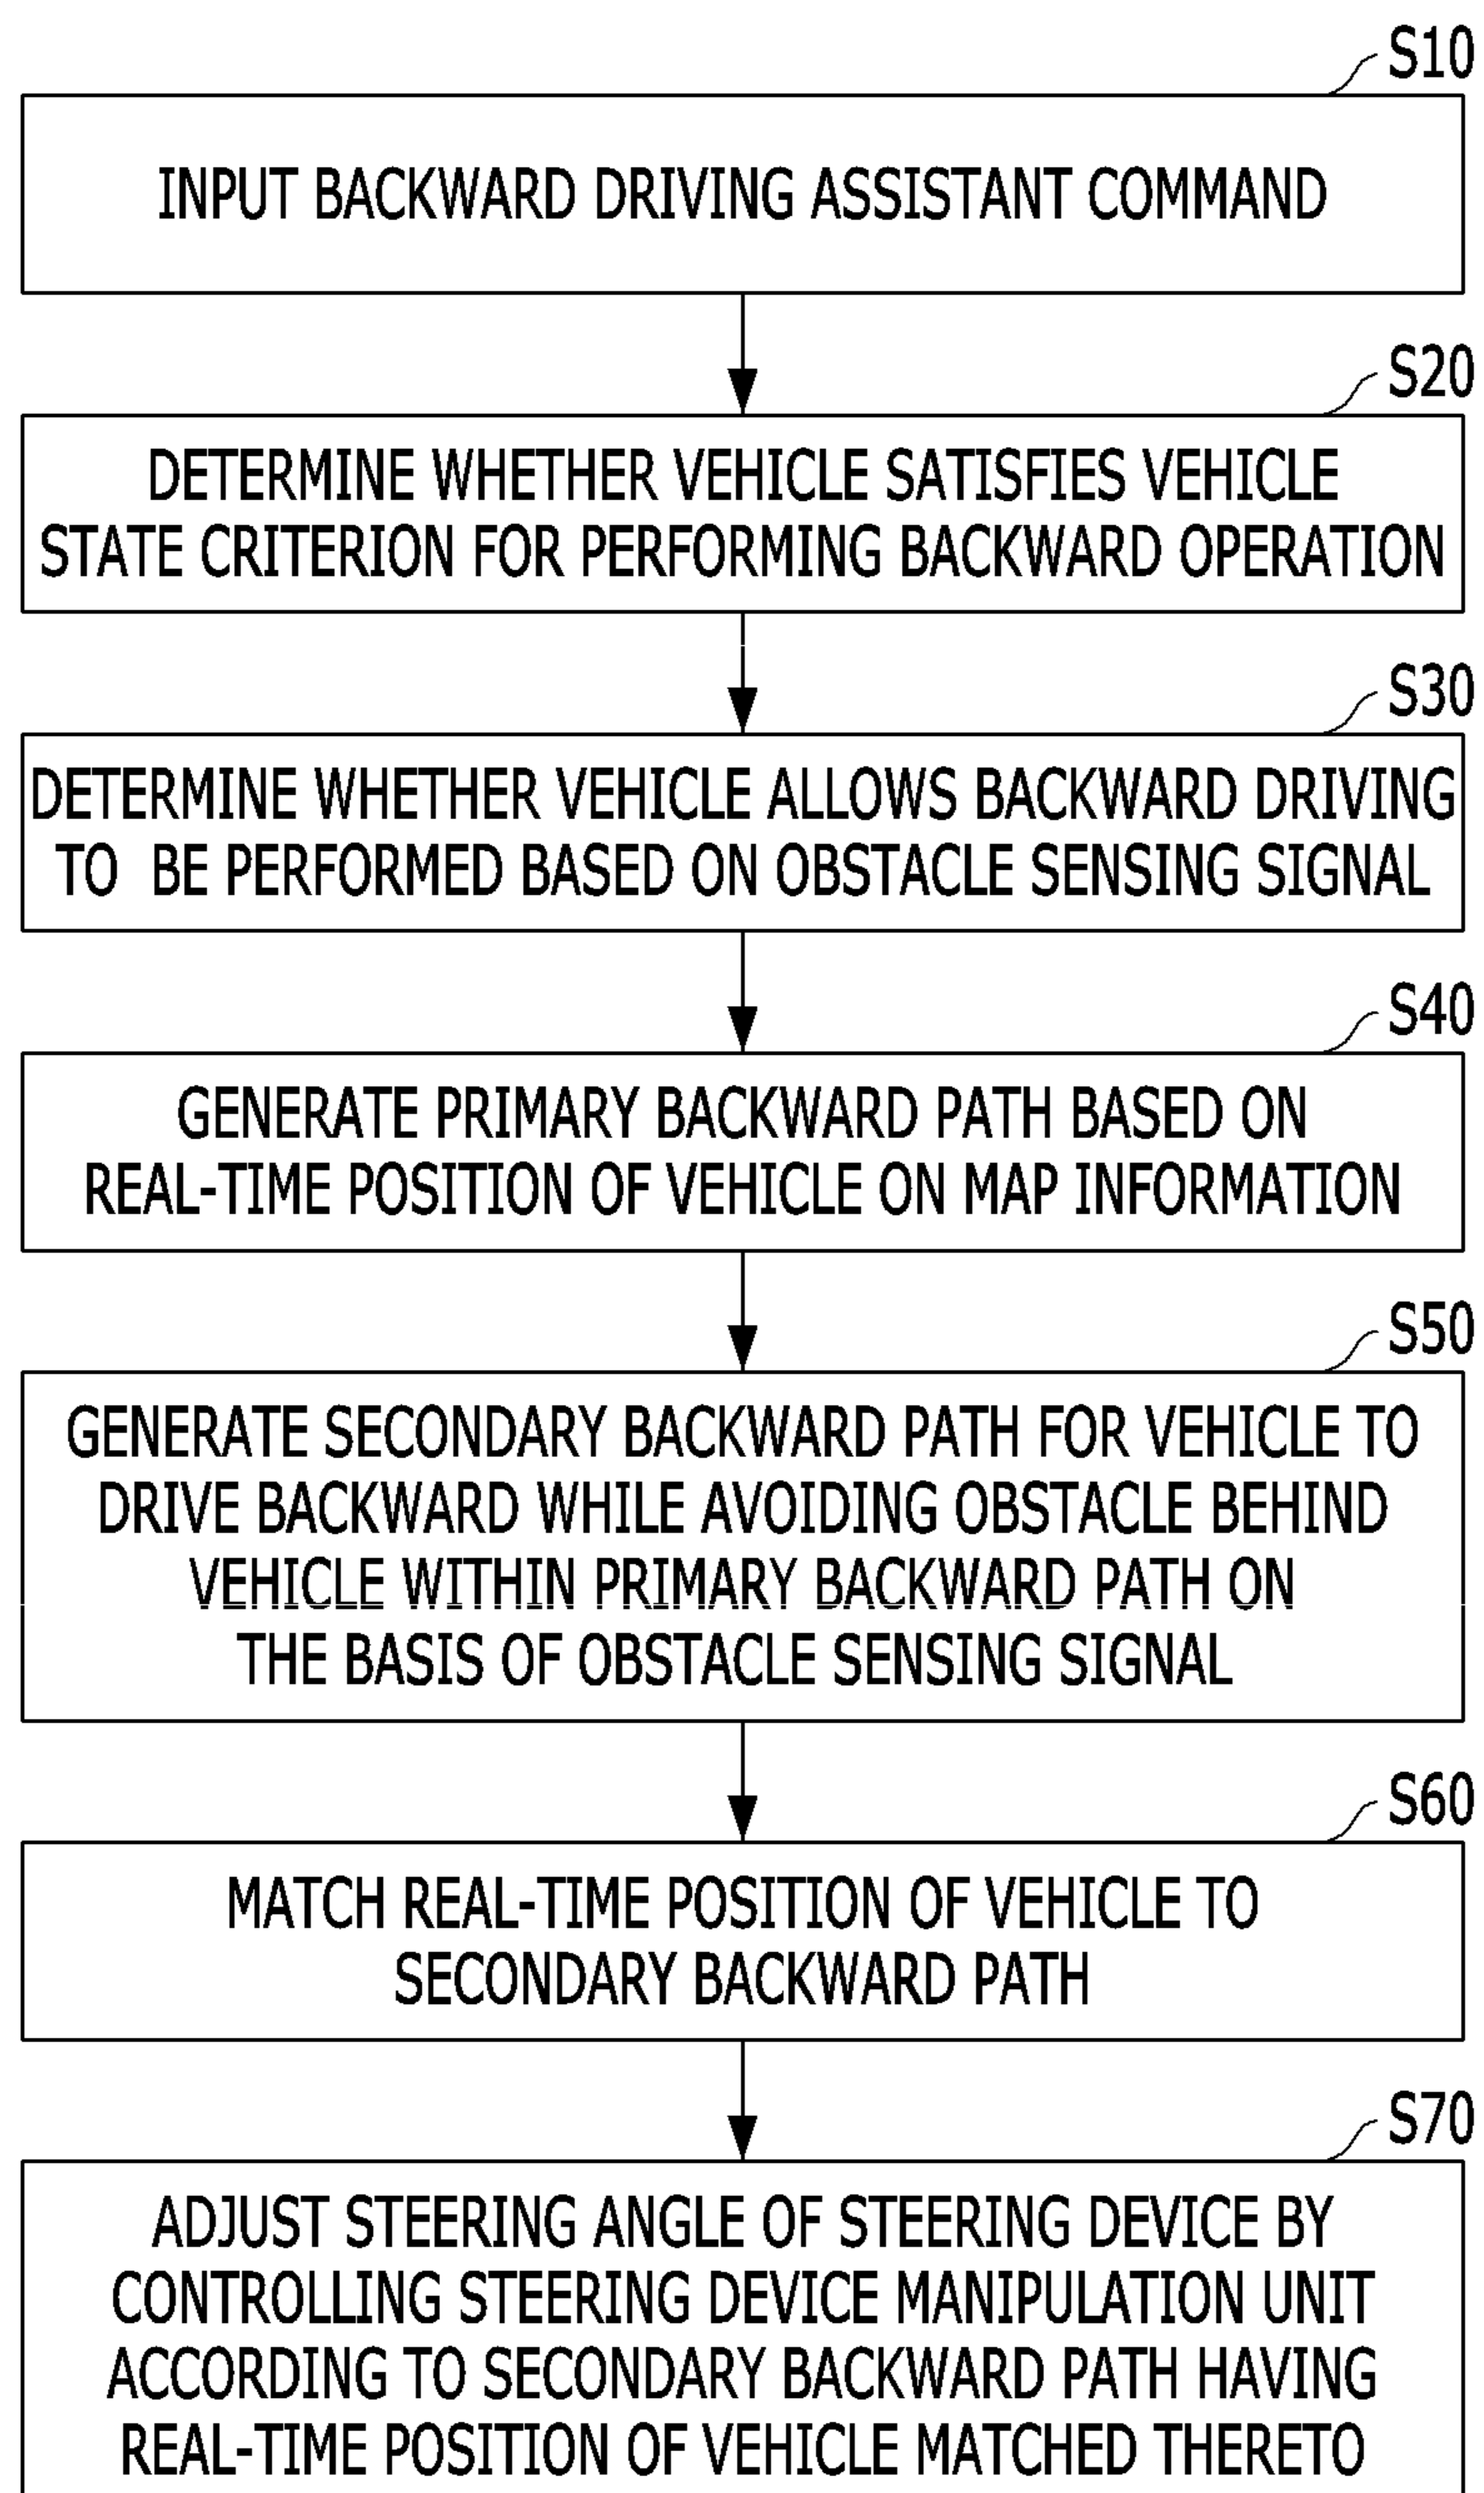 S10
INPUT BACKWARD DRIVING ASSISTANT COMMAND
S20
DETERMINE WHETHER VEHICLE SATISFIES VEHICLE
STATE CRITERION FOR PERFORMING BACKWARD OPERATION
S30
DETERMINE WHETHER VEHICLE ALLOWS BACKWARD DRIVING
TO BE PERFORMED BASED ON OBSTACLE SENSING SIGNAL
S40
GENERATE PRIMARY BACKWARD PATH BASED ON
REAL-TIME POSITION OF VEHICLE ON MAP INFORMATION
S50
GENERATE SECONDARY BACKWARD PATH FOR VEHICLE TO
DRIVE BACKWARD WHILE AVOIDING OBSTACLE BEHIND
VEHICLE WITHIN PRIMARY BACKWARD PATH ON
THE BASIS OF OBSTACLE SENSING SIGNAL
S60
MATCH REAL-TIME POSITION OF VEHICLE TO
SECONDARY BACKWARD PATH
S70
ADJUST STEERING ANGLE OF STEERING DEVICE BY
CONTROLLING STEERING DEVICE MANIPULATION UNIT
ACCORDING TO SECONDARY BACKWARD PATH HAVING
REAL-TIME POSITION OF VEHICLE MATCHED THERETO